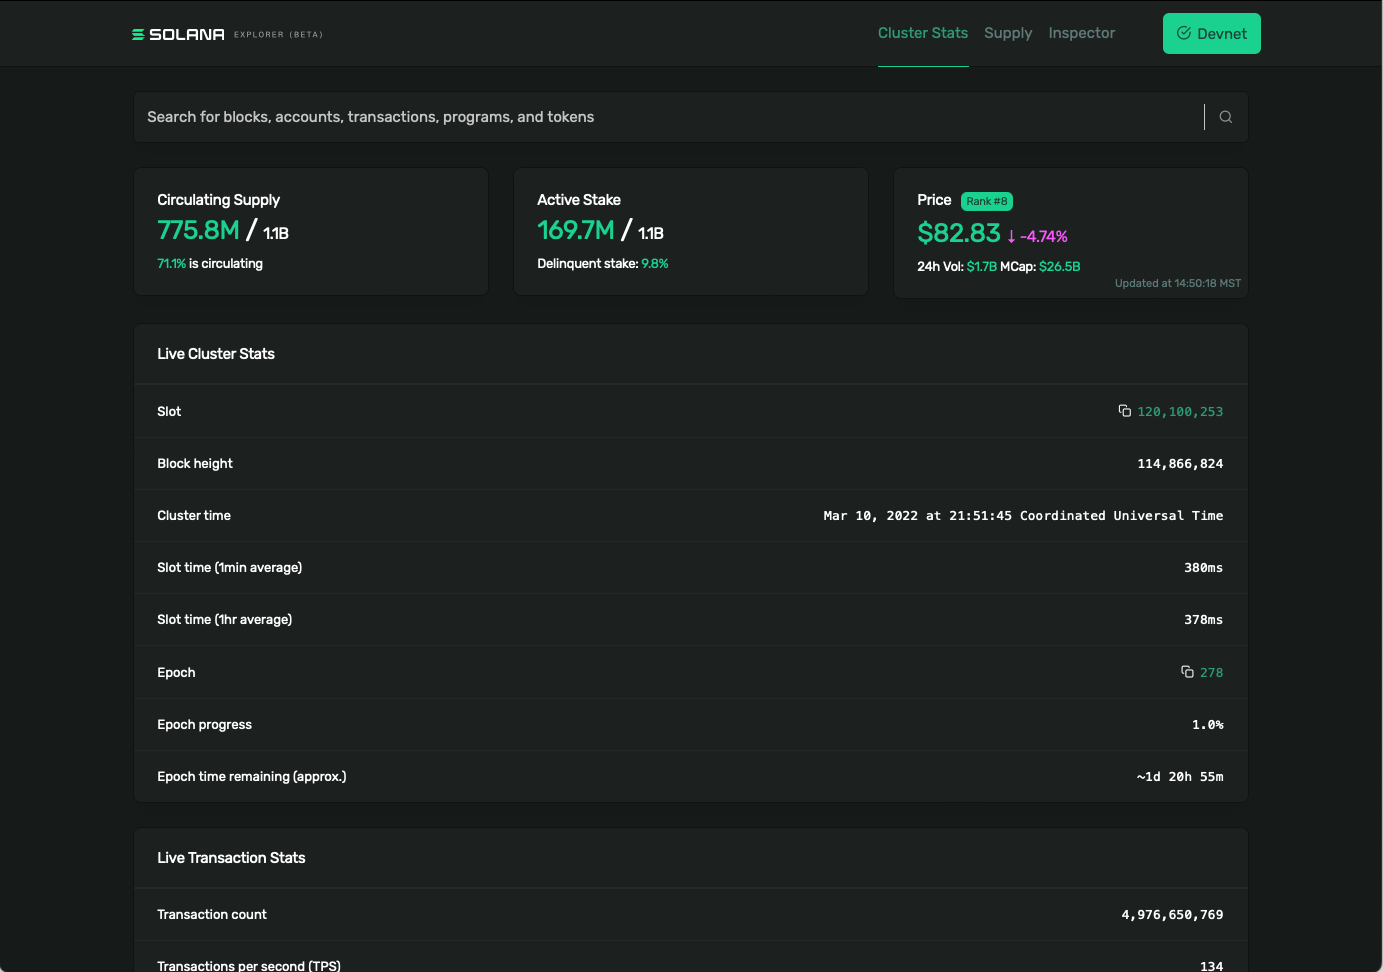 SOLANA EXPLORER (BETA)
Cluster Stats Supply Inspector Devnet
Search for blocks, accounts, transactions, programs, and tokens
Circulating Supply
775.8M / 1.1B
71.1% is circulating
Active Stake
169.7M / 1.1B
Delinquent stake: 9.8%
Price Rank #8
$82.83 ↓ -4.74%
24h Vol: $1.7B MCap: $26.5B
Updated at 14:50:18 MST
Live Cluster Stats
Slot 120,100,253
Block height 114,866,824
Cluster time Mar 10, 2022 at 21:51:45 Coordinated Universal Time
Slot time (1min average) 380ms
Slot time (1hr average) 378ms
Epoch 278
Epoch progress 1.0%
Epoch time remaining (approx.) ~1d 20h 55m
Live Transaction Stats
Transaction count 4,976,650,769
Transactions per second (TPS) 134